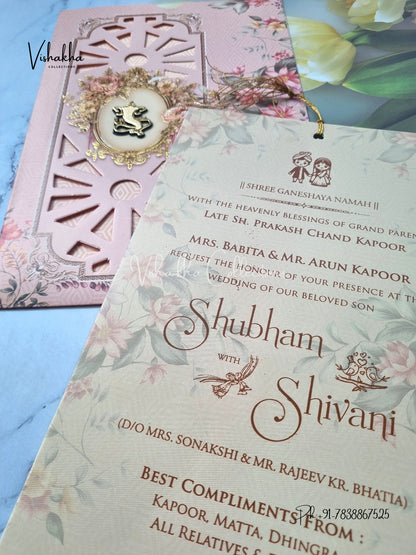 Vishakha
COLLECTIONS
|| SHREE GANESHAYA NAMAH ||
WITH THE HEAVENLY BLESSINGS OF GRAND PAREN
LATE SH. PRAKASH CHAND KAPOOR
MRS. BABITA & MR. ARUN KAPOOR
REQUEST THE HONOUR OF YOUR PRESENCE AT TH
WEDDING OF OUR BELOVED SON
Shubham
WITH
Shivani
(D/O MRS. SONAKSHI & MR. RAJEEV KR. BHATIA)
BEST COMPLIMENTS FROM :
KAPOOR, MATTA, DHINGRA
ALL RELATIVES &
Ph +91-7838867525